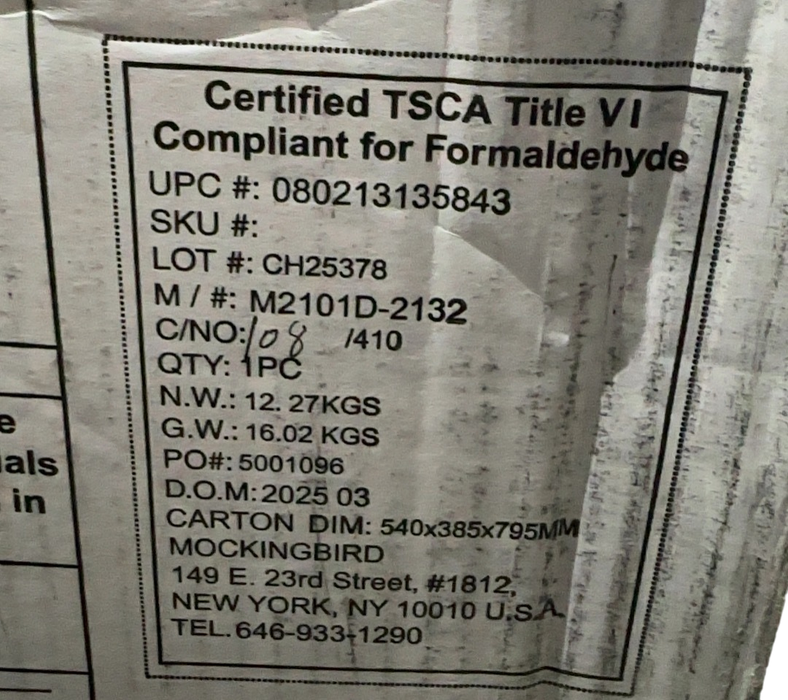 Certified TSCA Title VI
Compliant for Formaldehyde
UPC #: 080213135843
SKU #:
LOT #: CH25378
M / #: M2101D-2132
C/NO: 108 /410
QTY: 1PC
N.W.: 12. 27KGS
G.W.: 16.02 KGS
PO#: 5001096
D.O.M: 2025 03
CARTON DIM: 540x385x795MM
MOCKINGBIRD
149 E. 23rd Street, #1812,
NEW YORK, NY 10010 U.S.A.
TEL. 646-933-1290
e
als
in